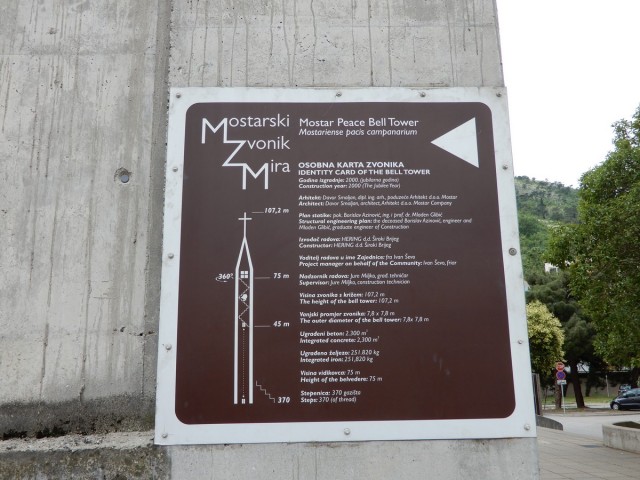 Mostarski
Zvonik
Mira
Mostar Peace Bell Tower
Mostariense pacis campanarium
OSOBNA KARTA ZVONIKA
IDENTITY CARD OF THE BELL TOWER
Godina izgradnje: 2000. (jubilarna godina)
Construction year: 2000 (The Jubilee Year)
Arhitekt: Davor Smoljan, dipl. ing. arh., poduzeće Arhitekt d.o.o. Mostar
Architect: Davor Smoljan, architect, Arhitekt d.o.o. Mostar Company
Plan statike: pok. Borislav Azinović, ing. i prof. dr. Mladen Glibić
Structural engineering plan: the deceased Borislav Azinović, engineer and
Mladen Glibić, graduate engineer of Construction
Izvođač radova: HERING d.d. Široki Brijeg
Constructor: HERING d.d. Široki Brijeg
Voditelj radova u ime Zajednice: fra Ivan Ševo
Project manager on behalf of the Community: Ivan Ševo, friar
Nadzornik radova: Jure Miljko, građ. tehničar
Supervisor: Jure Miljko, construction technician
Visina zvonika s križem: 107,2 m
The height of the bell tower: 107,2 m
Vanjski promjer zvonika: 7,8 x 7,8 m
The outer diameter of the bell tower: 7,8x 7,8 m
Ugrađeni beton: 2.300 m³
Integrated concrete: 2,300 m³
Ugrađeno željezo: 251.820 kg
Integrated iron: 251,820 kg
Visina vidikovca: 75 m
Height of the belvedere: 75 m
Stepenica: 370 gazišta
Steps: 370 (of thread)
107,2 m
360°
75 m
45 m
370